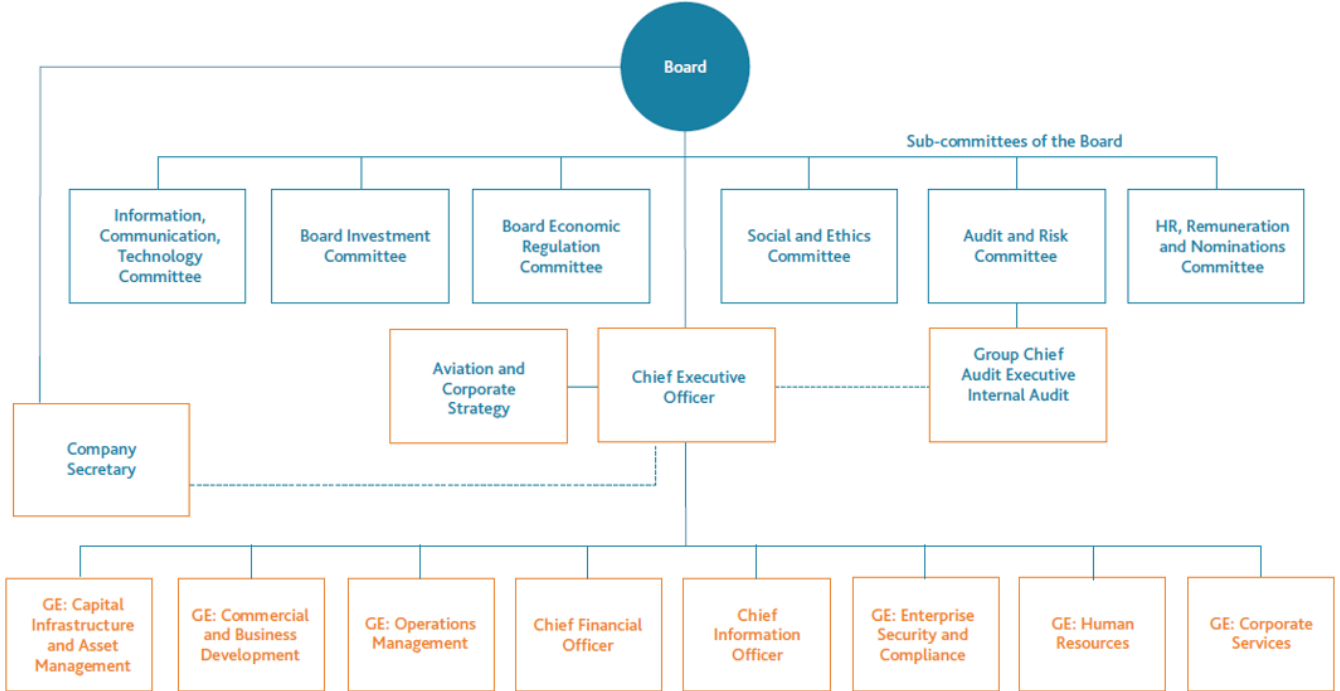 Board
Sub-committees of the Board
Information,
Communication,
Technology
Committee
Board Investment
Committee
Board Economic
Regulation
Committee
Social and Ethics
Committee
Audit and Risk
Committee
HR, Remuneration
and Nominations
Committee
Aviation and
Corporate
Strategy
Chief Executive
Officer
Group Chief
Audit Executive
Internal Audit
Company
Secretary
GE: Capital
Infrastructure
and Asset
Management
GE: Commercial
and Business
Development
GE: Operations
Management
Chief Financial
Officer
Chief
Information
Officer
GE: Enterprise
Security and
Compliance
GE: Human
Resources
GE: Corporate
Services